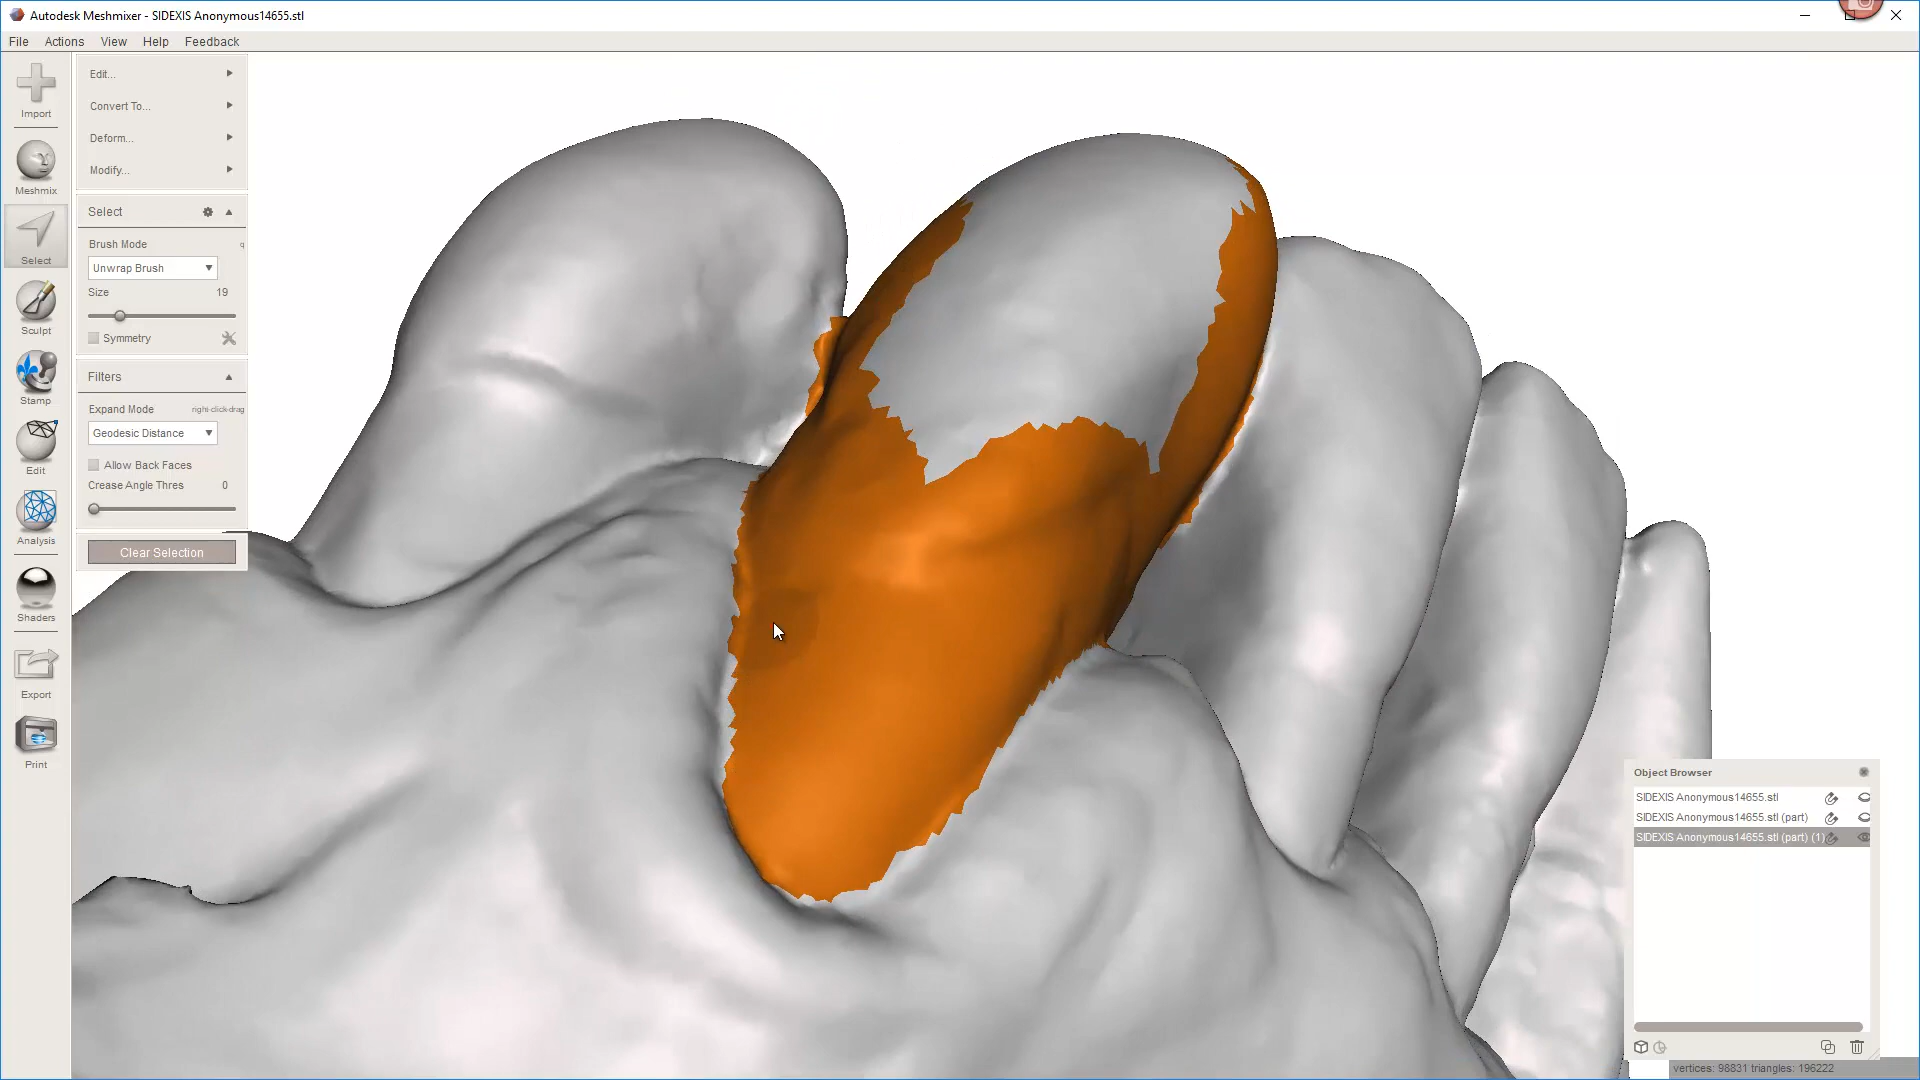 Autodesk Meshmixer - SIDEXIS Anonymous14655.stl
File Actions View Help Feedback
Import
Meshmix
Select
Sculpt
Stamp
Edit
Analysis
Shaders
Export
Print
Edit...
Convert To...
Deform...
Modify...
Select
Brush Mode q
Unwrap Brush
Size 19
Symmetry
Filters
Expand Mode right-click-drag
Geodesic Distance
Allow Back Faces
Crease Angle Thres 0
Clear Selection
Object Browser
SIDEXIS Anonymous14655.stl
SIDEXIS Anonymous14655.stl (part)
SIDEXIS Anonymous14655.stl (part) (1)
vertices: 98831 triangles: 196222